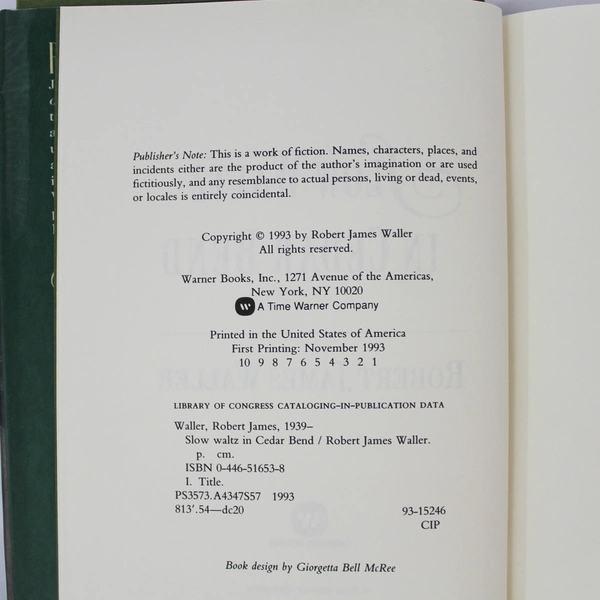 Publisher's Note: This is a work of fiction. Names, characters, places, and
incidents either are the product of the author's imagination or are used
fictitiously, and any resemblance to actual persons, living or dead, events,
or locales is entirely coincidental.
Copyright © 1993 by Robert James Waller
All rights reserved.
Warner Books, Inc., 1271 Avenue of the Americas,
New York, NY 10020
W A Time Warner Company
Printed in the United States of America
First Printing: November 1993
10 9 8 7 6 5 4 3 2 1
LIBRARY OF CONGRESS CATALOGING-IN-PUBLICATION DATA
Waller, Robert James, 1939–
Slow waltz in Cedar Bend / Robert James Waller.
p. cm.
ISBN 0-446-51653-8
I. Title.
PS3573.A4347S57 1993
813'.54—dc20 93-15246
CIP
Book design by Giorgetta Bell McRee